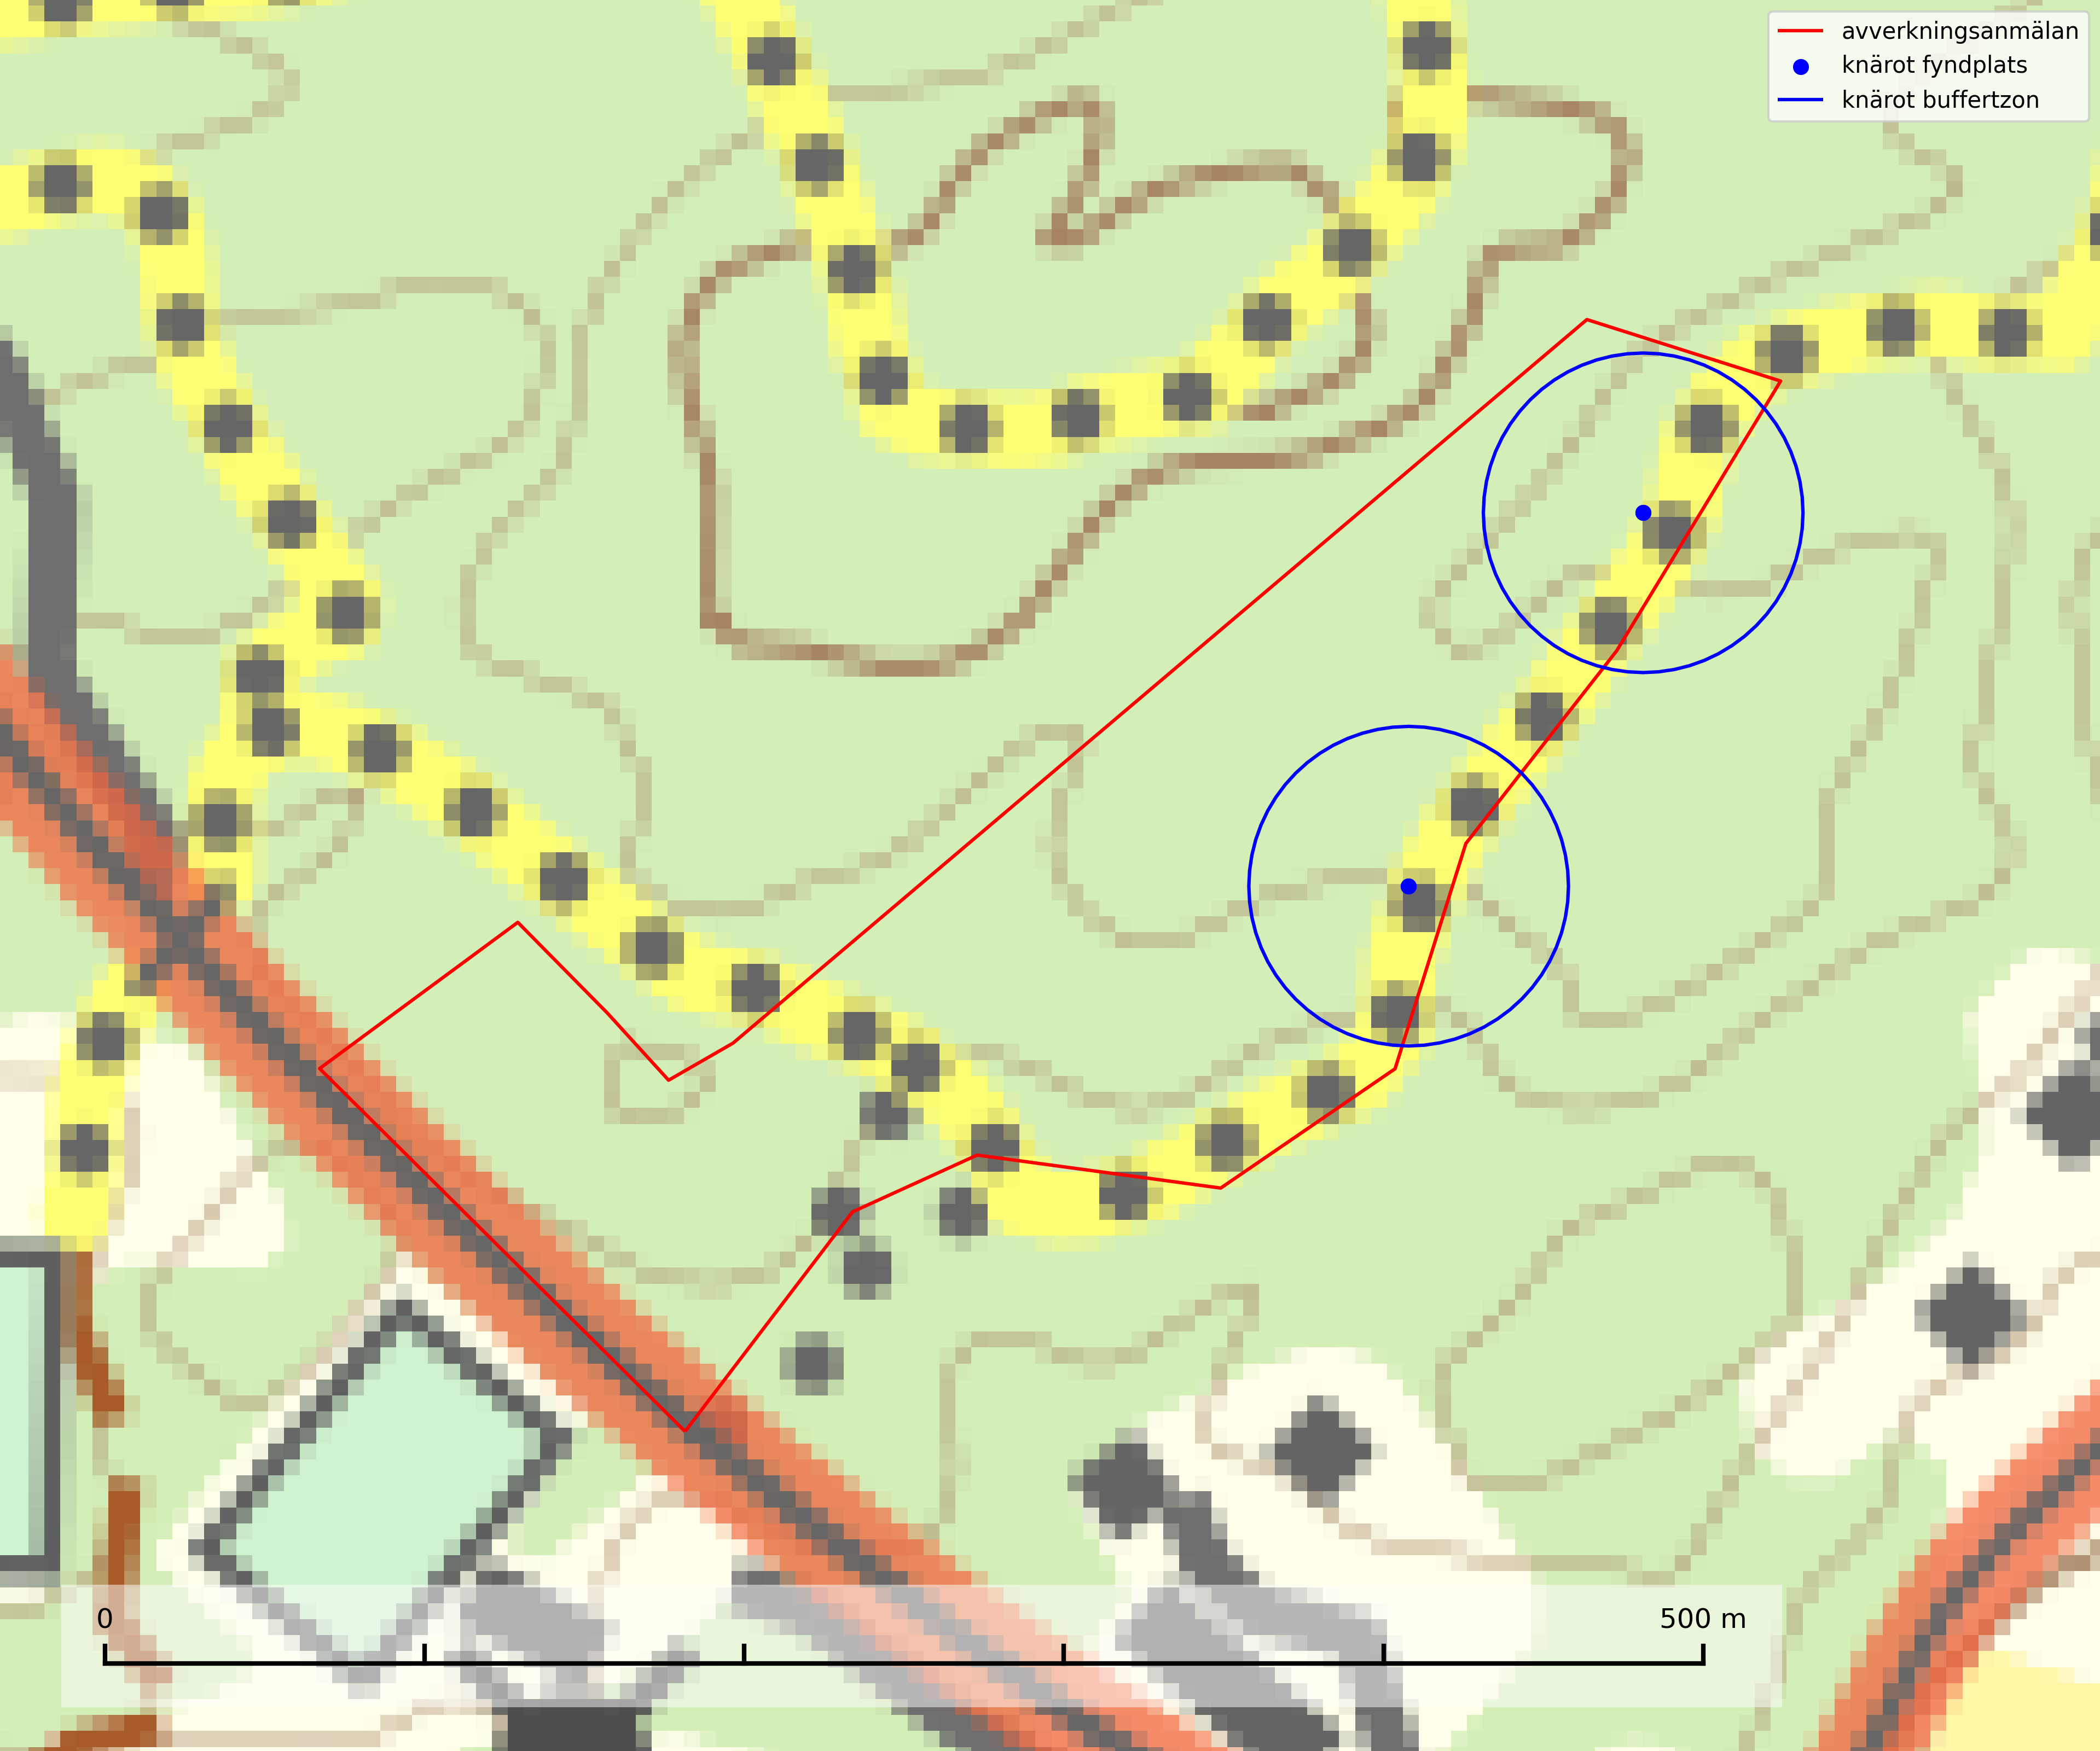 avverkningsanmälan
knärot fyndplats
knärot buffertzon
0
500 m